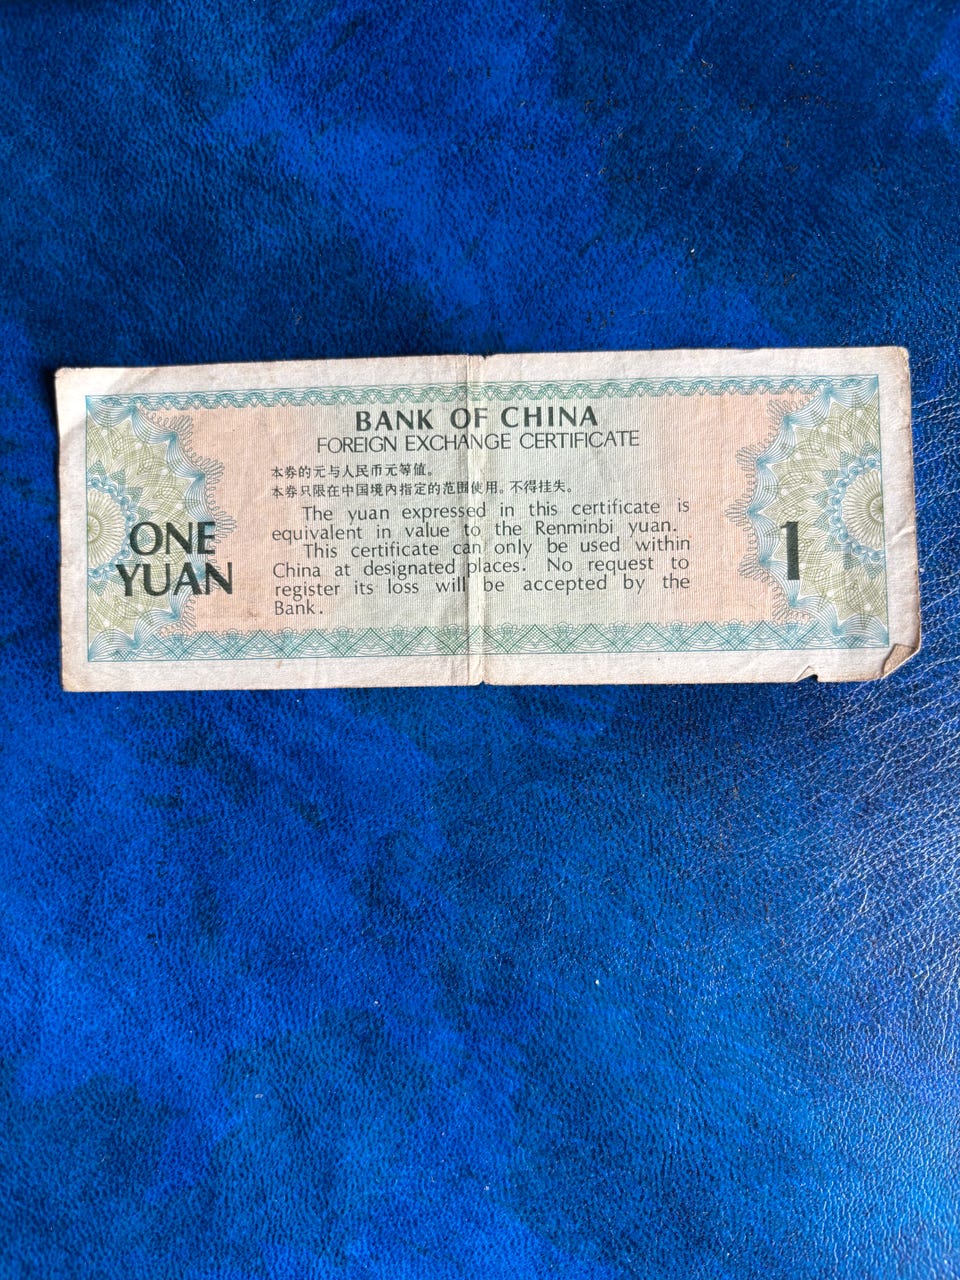 BANK OF CHINA
FOREIGN EXCHANGE CERTIFICATE
本券的元与人民币元等值。
本券只限在中国境内指定的范围使用。不得挂失。
The yuan expressed in this certificate is
equivalent in value to the Renminbi yuan.
This certificate can only be used within
China at designated places. No request to
register its loss will be accepted by the
Bank.
ONE
YUAN
1